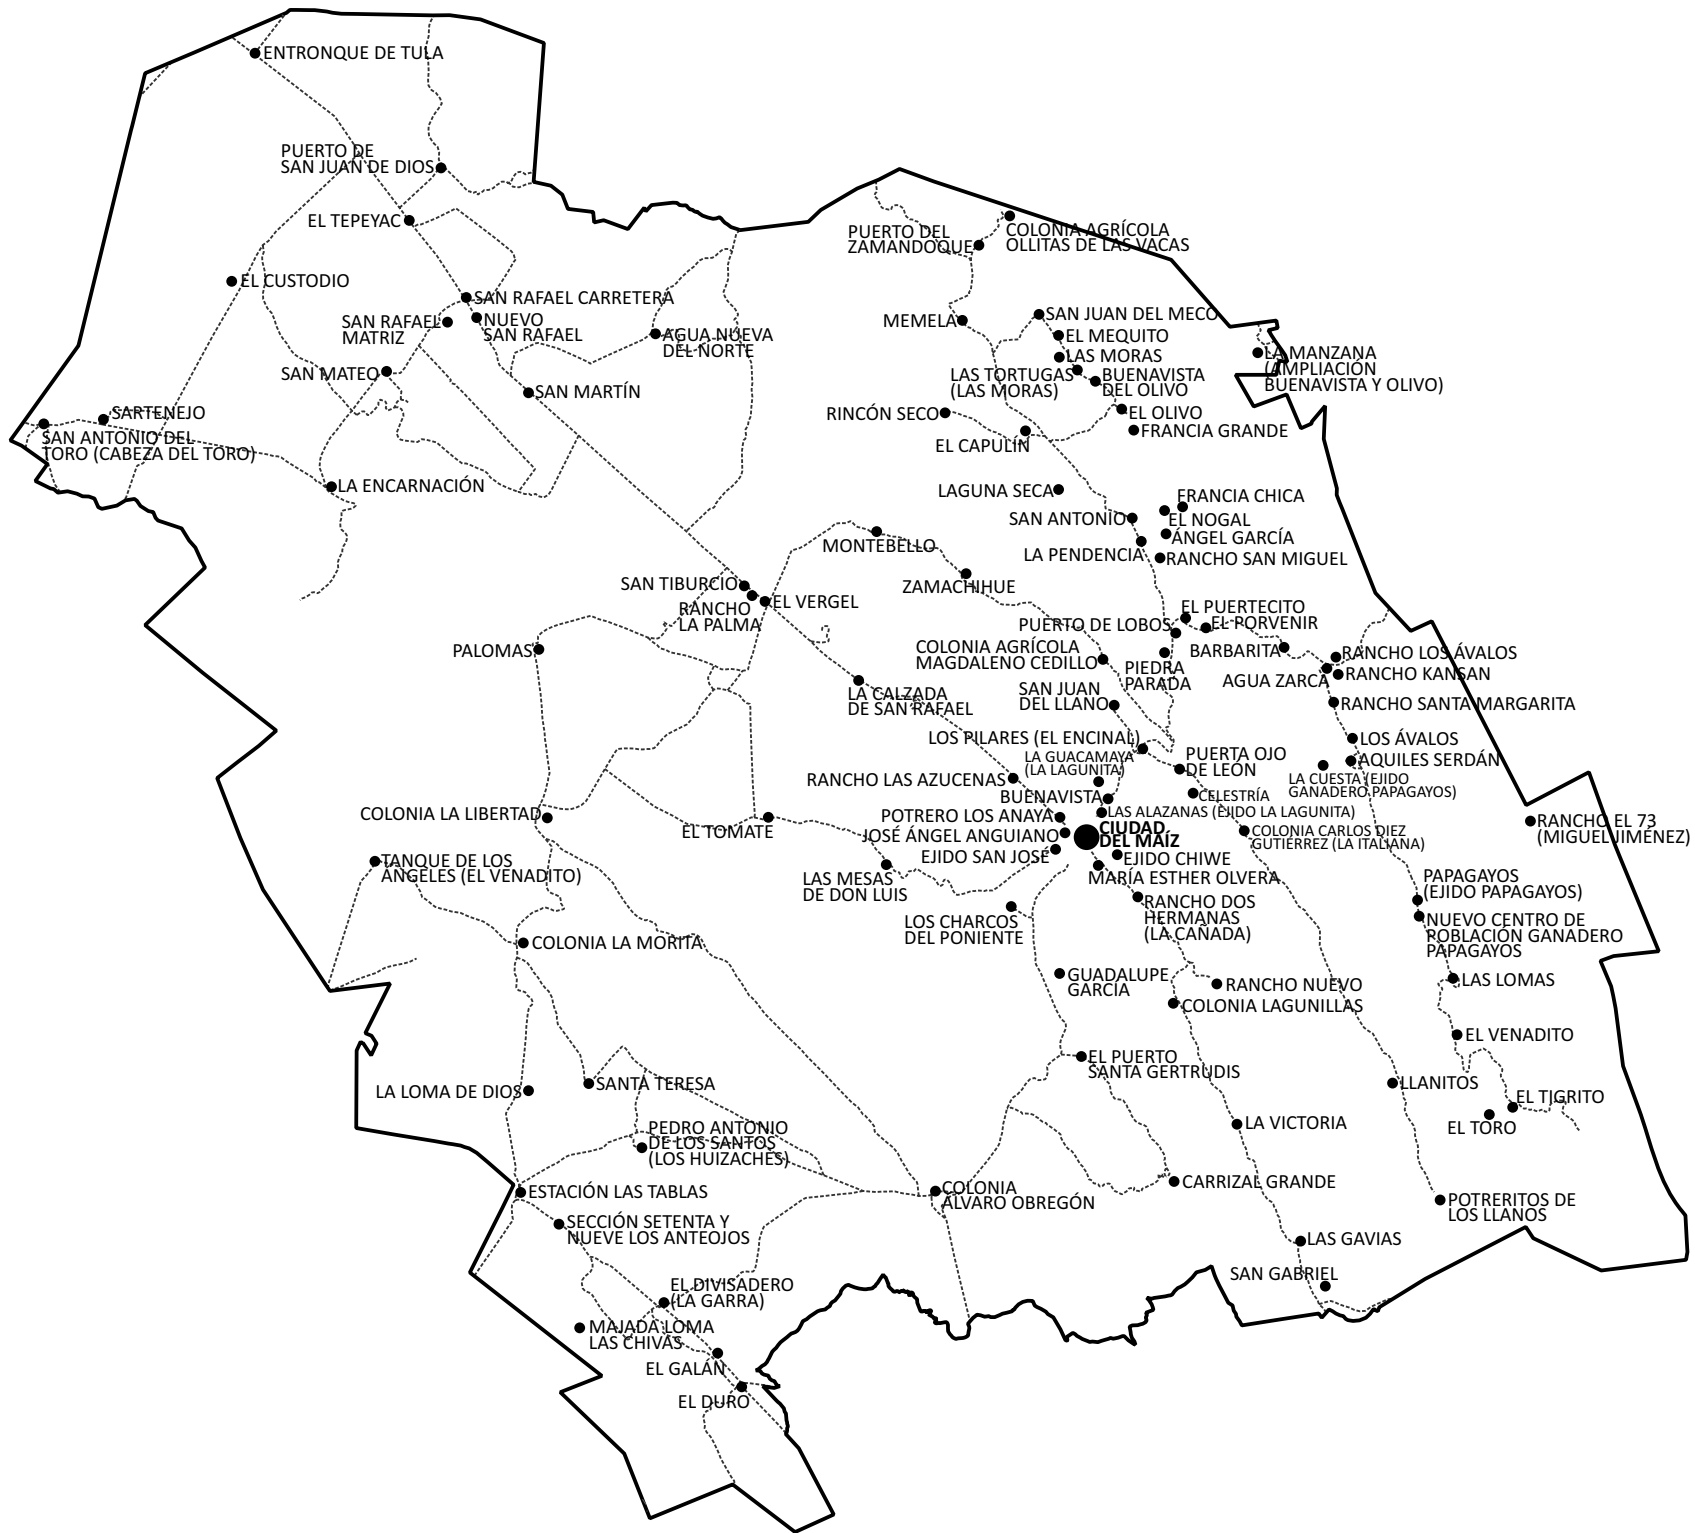 ENTRONQUE DE TULA
PUERTO DE
SAN JUAN DE DIOS
EL TEPEYAC
EL CUSTODIO
SAN RAFAEL CARRETERA
SAN RAFAEL
MATRIZ
NUEVO
SAN RAFAEL
AGUA NUEVA
DEL NORTE
SAN MATEO
SAN MARTÍN
SARTENEJO
SAN ANTONIO DEL
TORO (CABEZA DEL TORO)
LA ENCARNACIÓN
PUERTO DEL
ZAMANDOQUE
COLONIA AGRÍCOLA
OLLITAS DE LAS VACAS
MEMELA
SAN JUAN DEL MECO
EL MEQUITO
LAS MORAS
LAS TORTUGAS
(LAS MORAS)
BUENAVISTA
DEL OLIVO
LA MANZANA
(AMPLIACIÓN
BUENAVISTA Y OLIVO)
RINCÓN SECO
EL OLIVO
FRANCIA GRANDE
EL CAPULÍN
LAGUNA SECA
FRANCIA CHICA
SAN ANTONIO
EL NOGAL
ÁNGEL GARCÍA
LA PENDENCIA
RANCHO SAN MIGUEL
MONTEBELLO
ZAMACHIHUE
SAN TIBURCIO
RANCHO
LA PALMA
EL VERGEL
PALOMAS
EL PUERTECITO
EL PORVENIR
PUERTO DE LOBOS
COLONIA AGRÍCOLA
MAGDALENO CEDILLO
PIEDRA
PARADA
BARBARITA
RANCHO LOS ÁVALOS
AGUA ZARCA
RANCHO KANSAN
RANCHO SANTA MARGARITA
LA CALZADA
DE SAN RAFAEL
SAN JUAN
DEL LLANO
LOS PILARES (EL ENCINAL)
LOS ÁVALOS
AQUILES SERDÁN
LA CUESTA (EJIDO
GANADERO PAPAGAYOS)
PUERTA OJO
DE LEÓN
LA GUACAMAYA
(LA LAGUNITA)
RANCHO LAS AZUCENAS
BUENAVISTA
CELESTRÍA
LAS ALAZANAS (EJIDO LA LAGUNITA)
POTRERO LOS ANAYA
JOSÉ ÁNGEL ANGUIANO
CIUDAD
DEL MAÍZ
EJIDO SAN JOSÉ
EJIDO CHIWE
COLONIA CARLOS DIEZ
GUTIÉRREZ (LA ITALIANA)
RANCHO EL 73
(MIGUEL JIMÉNEZ)
COLONIA LA LIBERTAD
EL TOMATE
TANQUE DE LOS
ÁNGELES (EL VENADITO)
LAS MESAS
DE DON LUIS
MARÍA ESTHER OLVERA
RANCHO DOS
HERMANAS
(LA CAÑADA)
LOS CHARCOS
DEL PONIENTE
PAPAGAYOS
(EJIDO PAPAGAYOS)
NUEVO CENTRO DE
POBLACIÓN GANADERO
PAPAGAYOS
COLONIA LA MORITA
GUADALUPE
GARCÍA
RANCHO NUEVO
COLONIA LAGUNILLAS
LAS LOMAS
EL VENADITO
EL PUERTO
SANTA GERTRUDIS
LA LOMA DE DIOS
SANTA TERESA
LLANITOS
EL TIGRITO
EL TORO
PEDRO ANTONIO
DE LOS SANTOS
(LOS HUIZACHES)
LA VICTORIA
CARRIZAL GRANDE
COLONIA
ÁLVARO OBREGÓN
ESTACIÓN LAS TABLAS
POTRERITOS DE
LOS LLANOS
SECCIÓN SETENTA Y
NUEVE LOS ANTEOJOS
LAS GAVIAS
SAN GABRIEL
EL DIVISADERO
(LA GARRA)
MAJADA LOMA
LAS CHIVAS
EL GALÁN
EL DURO